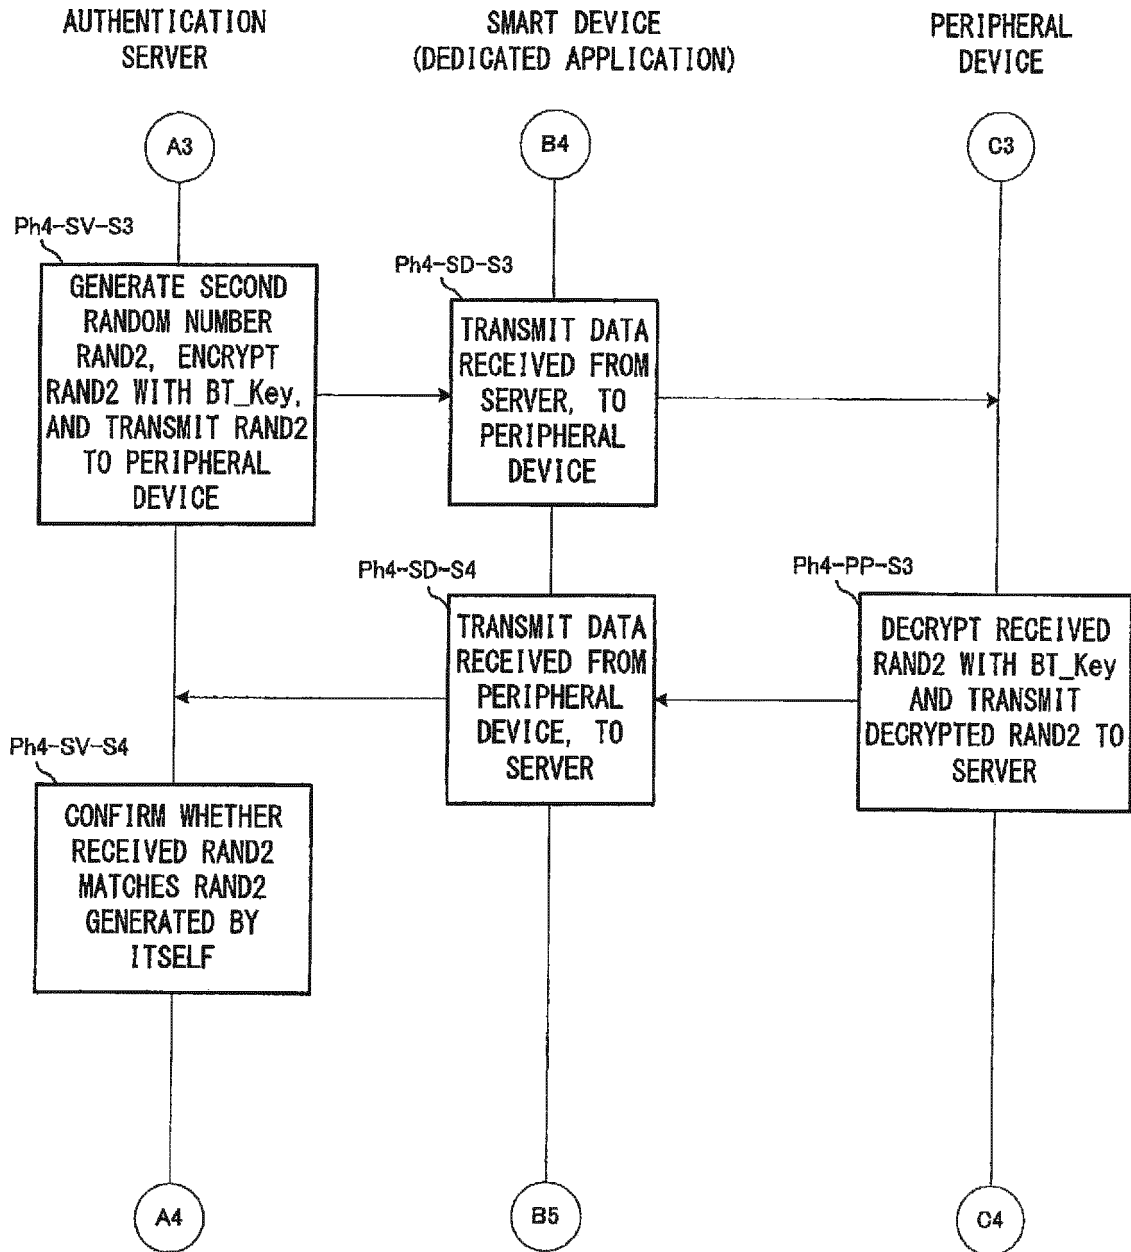 AUTHENTICATION
SERVER
SMART DEVICE
(DEDICATED APPLICATION)
PERIPHERAL
DEVICE
A3
B4
C3
Ph4-SV-S3
GENERATE SECOND
RANDOM NUMBER
RAND2, ENCRYPT
RAND2 WITH BT_Key,
AND TRANSMIT RAND2
TO PERIPHERAL
DEVICE
Ph4-SD-S3
TRANSMIT DATA
RECEIVED FROM
SERVER, TO
PERIPHERAL
DEVICE
Ph4-SD-S4
TRANSMIT DATA
RECEIVED FROM
PERIPHERAL
DEVICE, TO
SERVER
Ph4-PP-S3
DECRYPT RECEIVED
RAND2 WITH BT_Key
AND TRANSMIT
DECRYPTED RAND2 TO
SERVER
Ph4-SV-S4
CONFIRM WHETHER
RECEIVED RAND2
MATCHES RAND2
GENERATED BY
ITSELF
A4
B5
C4